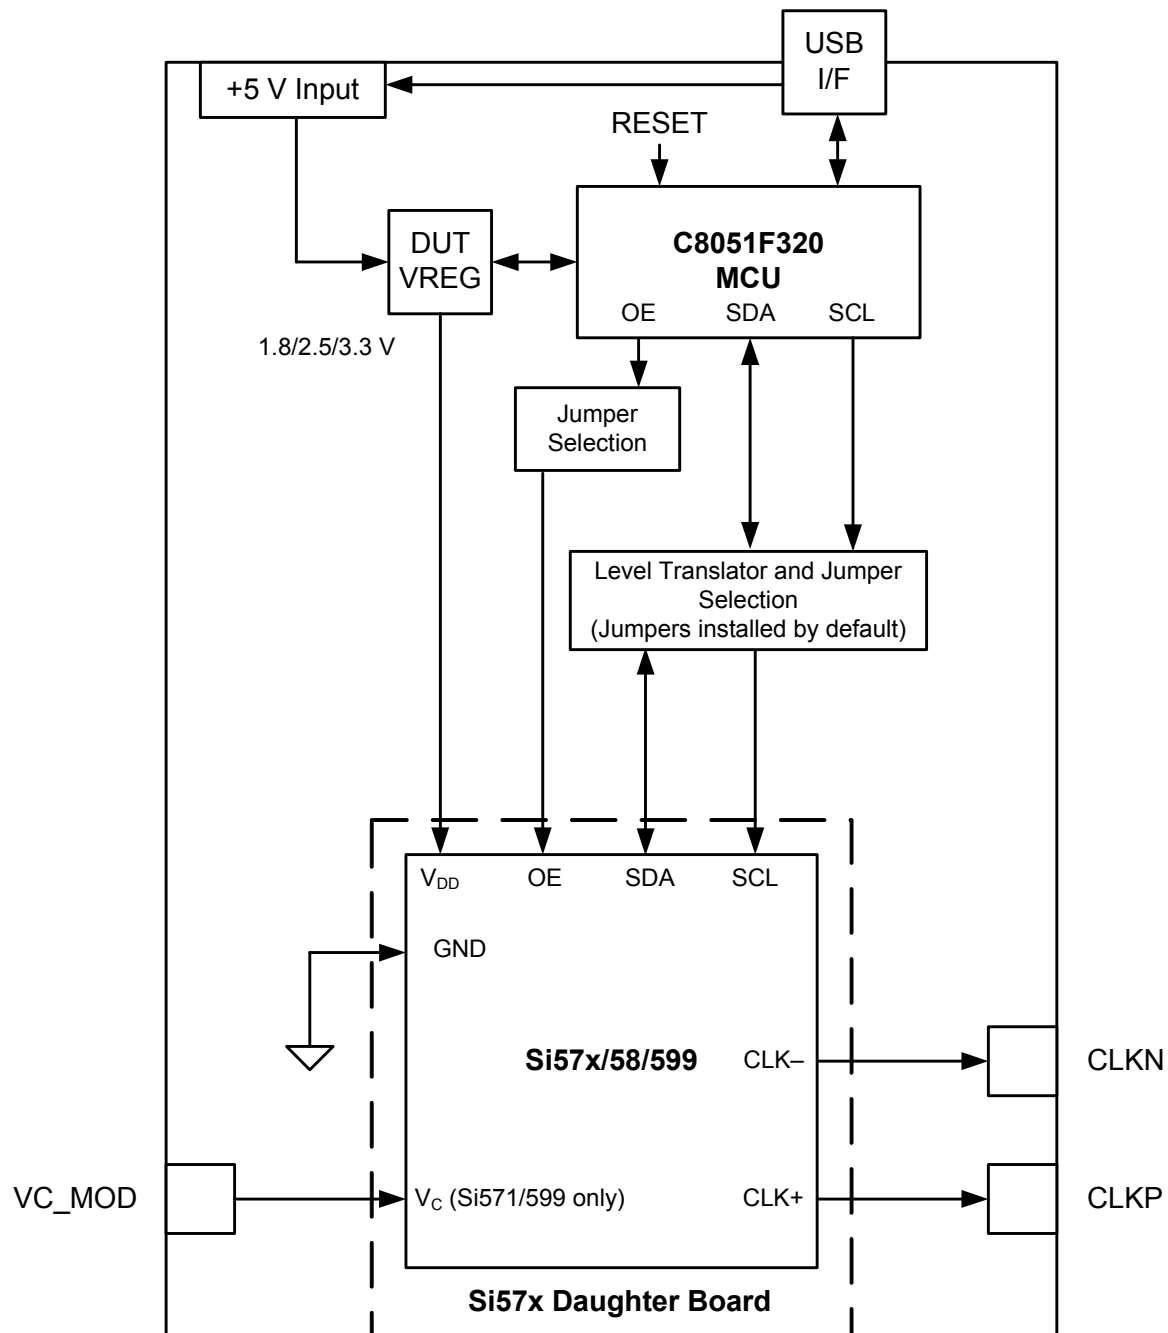 USB
I/F
+5 V Input
RESET
DUT
VREG
C8051F320
MCU
OE SDA SCL
1.8/2.5/3.3 V
Jumper
Selection
Level Translator and Jumper
Selection
(Jumpers installed by default)
VDD OE SDA SCL
GND
Si57x/58/599
CLK–
CLKN
VC_MOD
VC (Si571/599 only)
CLK+
CLKP
Si57x Daughter Board